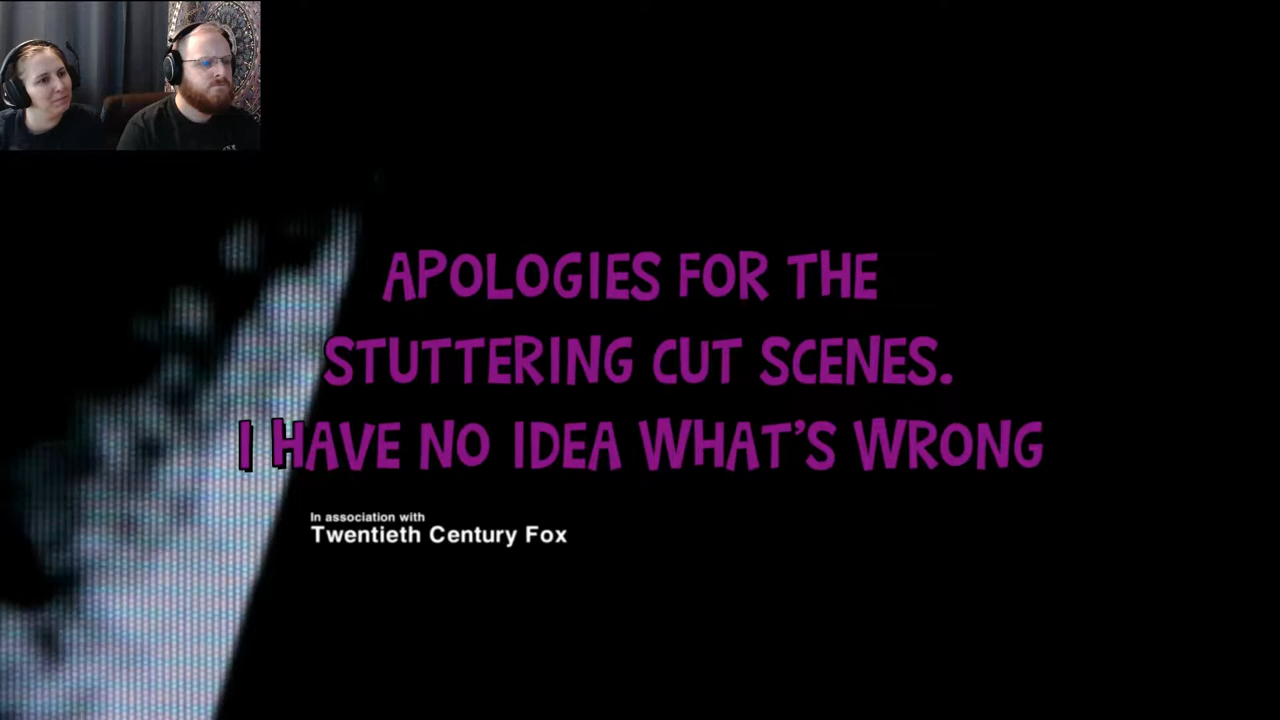 APOLOGIES FOR THE
STUTTERING CUT SCENES.
I HAVE NO IDEA WHAT'S WRONG
In association with
Twentieth Century Fox